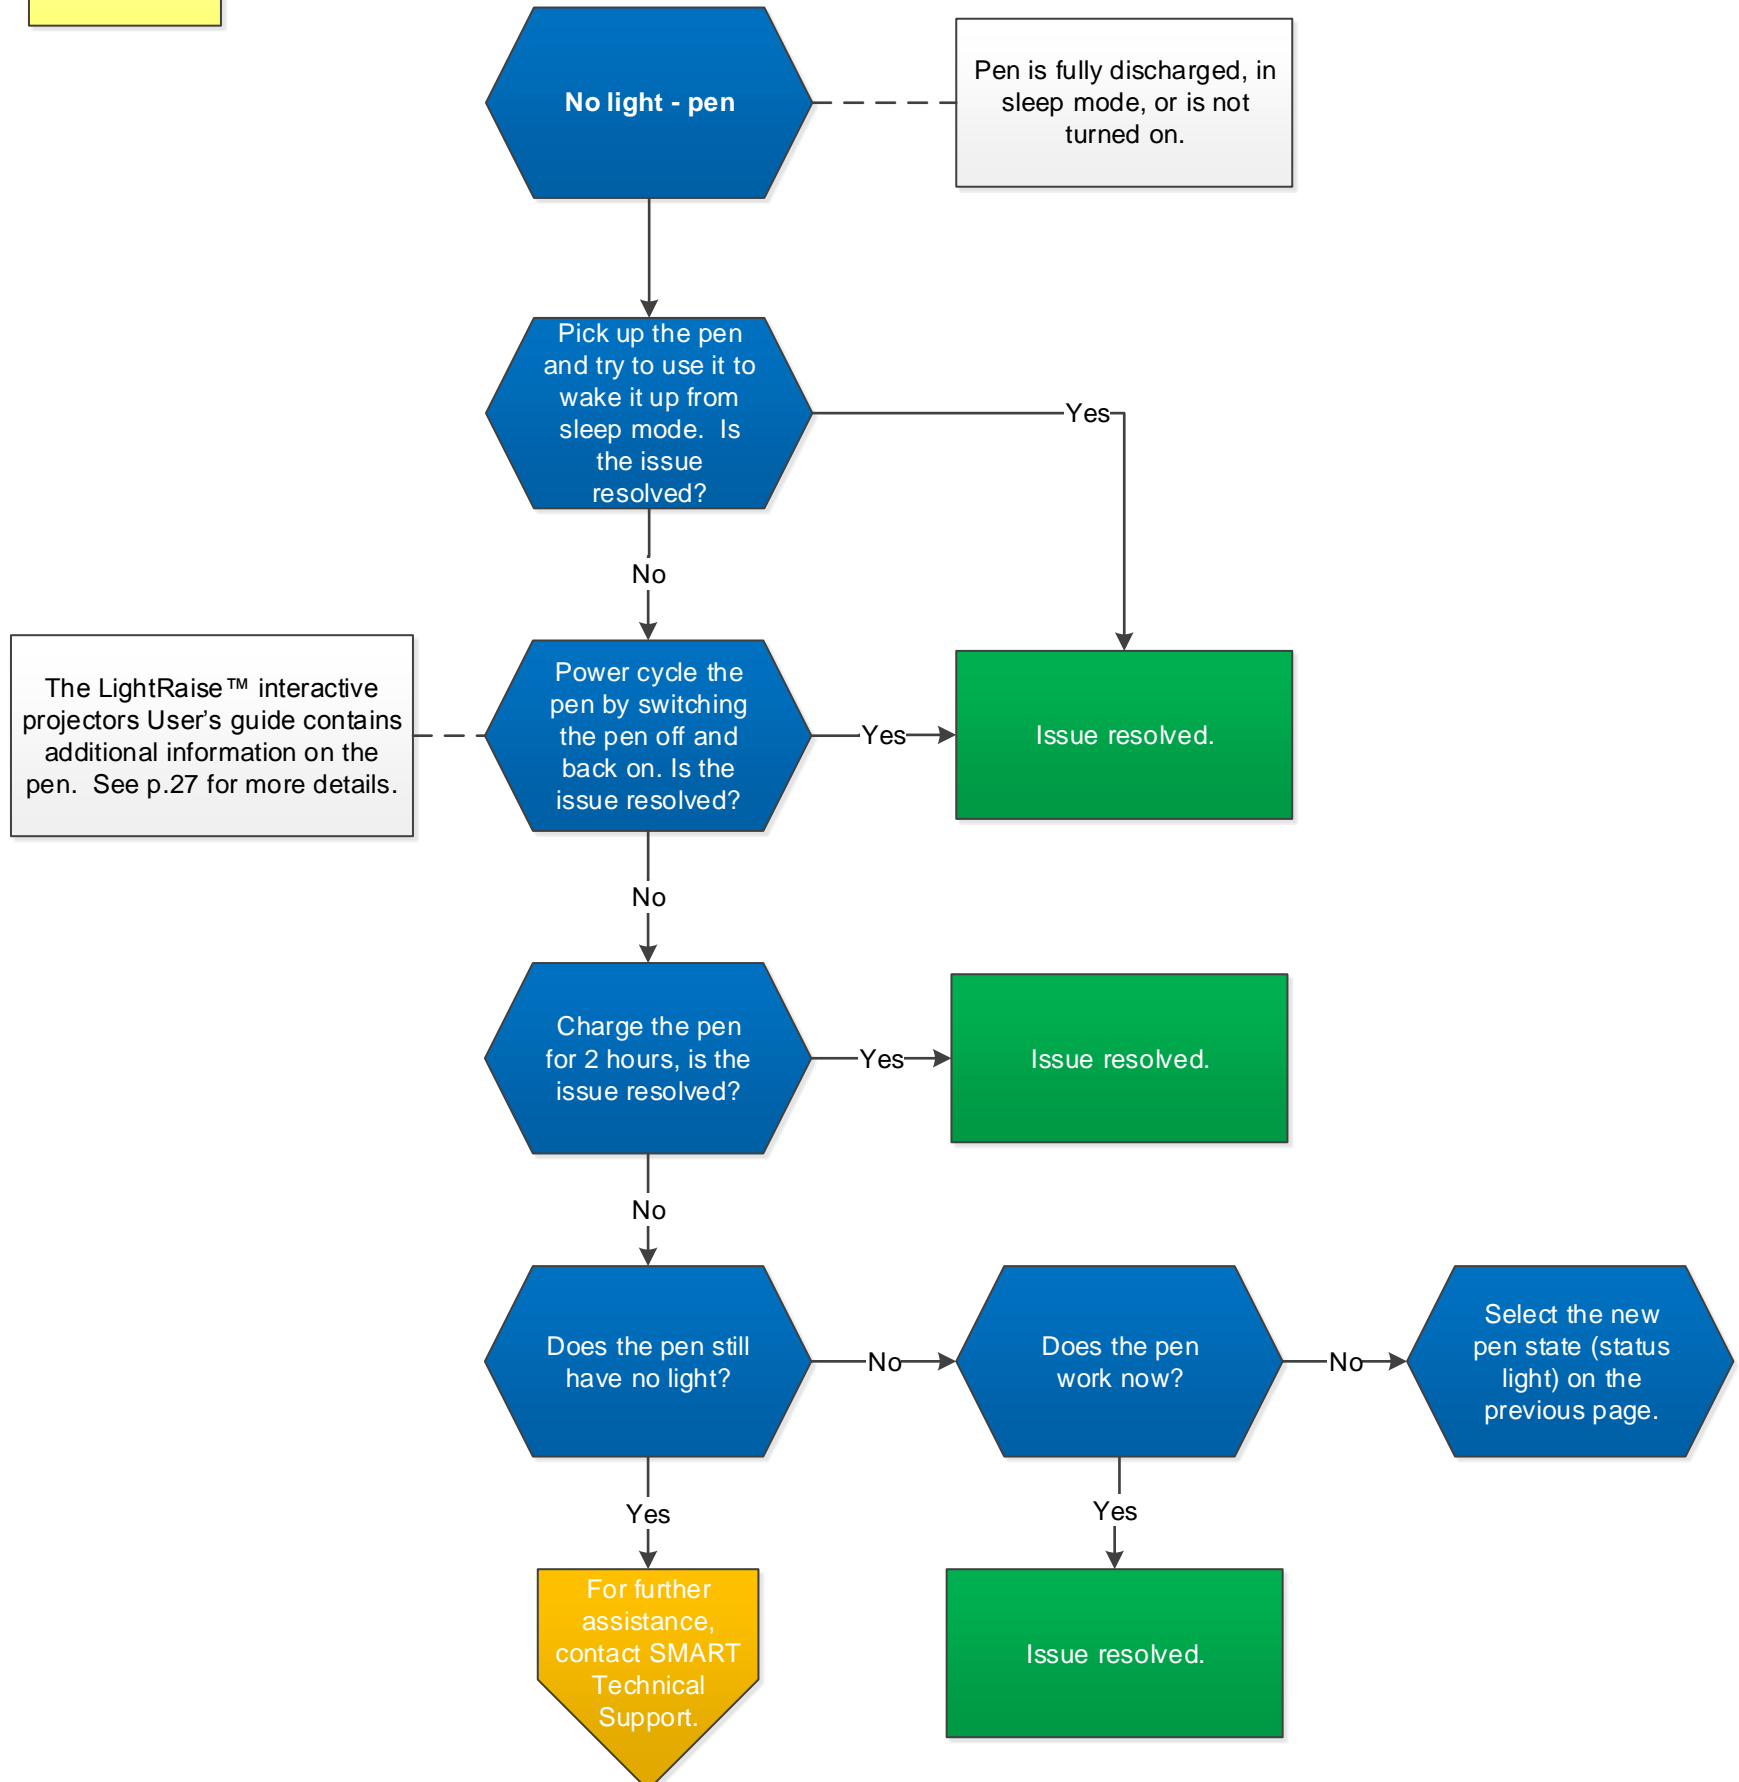 No light - pen
Pen is fully discharged, in
sleep mode, or is not
turned on.
Pick up the pen
and try to use it to
wake it up from
sleep mode.  Is
the issue
resolved?
Yes
No
The LightRaise™ interactive
projectors User’s guide contains
additional information on the
pen.  See p.27 for more details.
Power cycle the
pen by switching
the pen off and
back on. Is the
issue resolved?
Yes
Issue resolved.
No
Charge the pen
for 2 hours, is the
issue resolved?
Yes
Issue resolved.
No
Does the pen still
have no light?
No
Does the pen
work now?
No
Select the new
pen state (status
light) on the
previous page.
Yes
Yes
For further
assistance,
contact SMART
Technical
Support.
Issue resolved.